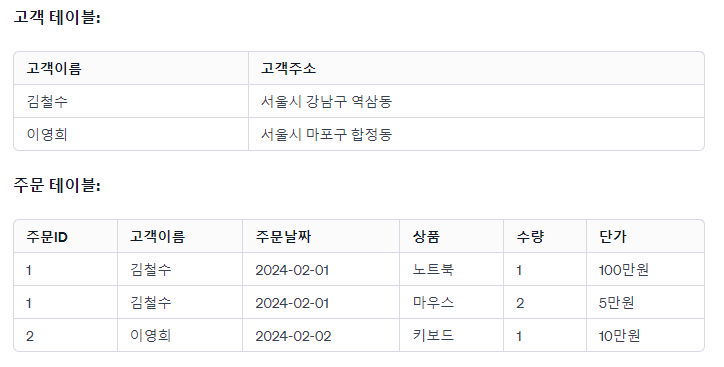 고객 테이블:
고객이름 고객주소
김철수 서울시 강남구 역삼동
이영희 서울시 마포구 합정동
주문 테이블:
주문ID 고객이름 주문날짜 상품 수량 단가
1 김철수 2024-02-01 노트북 1 100만원
1 김철수 2024-02-01 마우스 2 5만원
2 이영희 2024-02-02 키보드 1 10만원